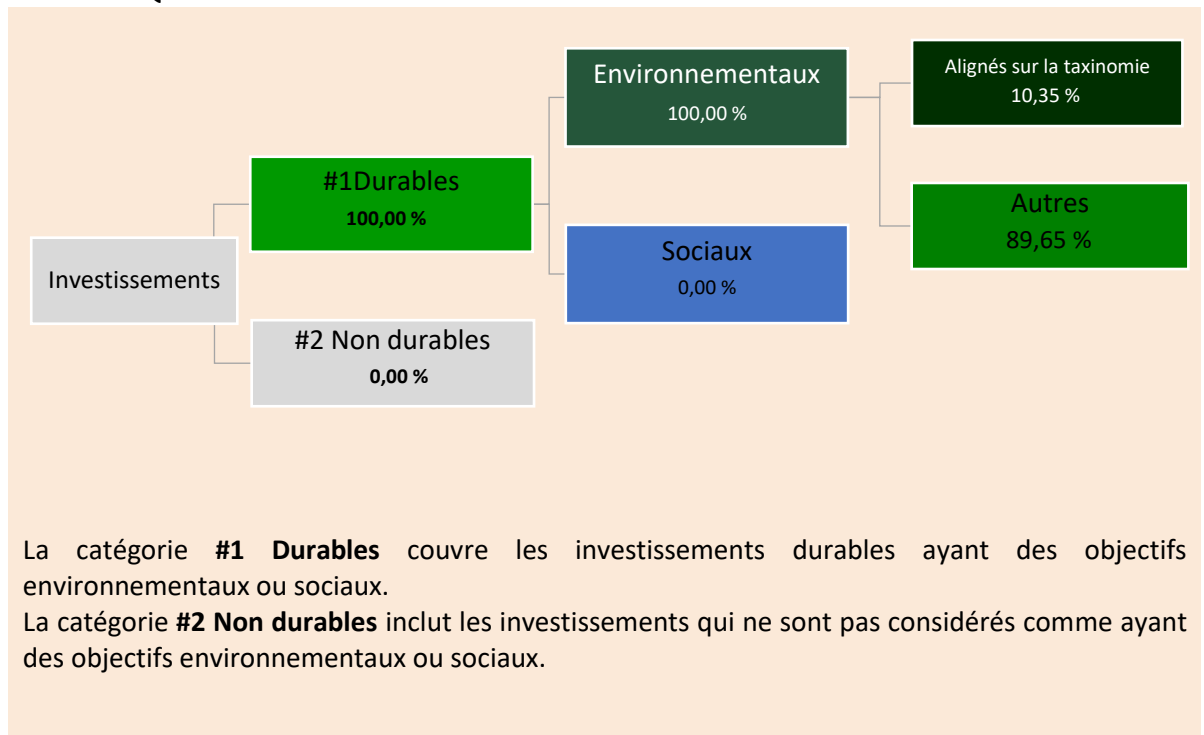 Environnementaux
100,00 %
Alignés sur la taxinomie
10,35 %
#1Durables
100,00 %
Autres
89,65 %
Investissements
Sociaux
0,00 %
#2 Non durables
0,00 %
La catégorie #1 Durables couvre les investissements durables ayant des objectifs
environnementaux ou sociaux.
La catégorie #2 Non durables inclut les investissements qui ne sont pas considérés comme ayant
des objectifs environnementaux ou sociaux.